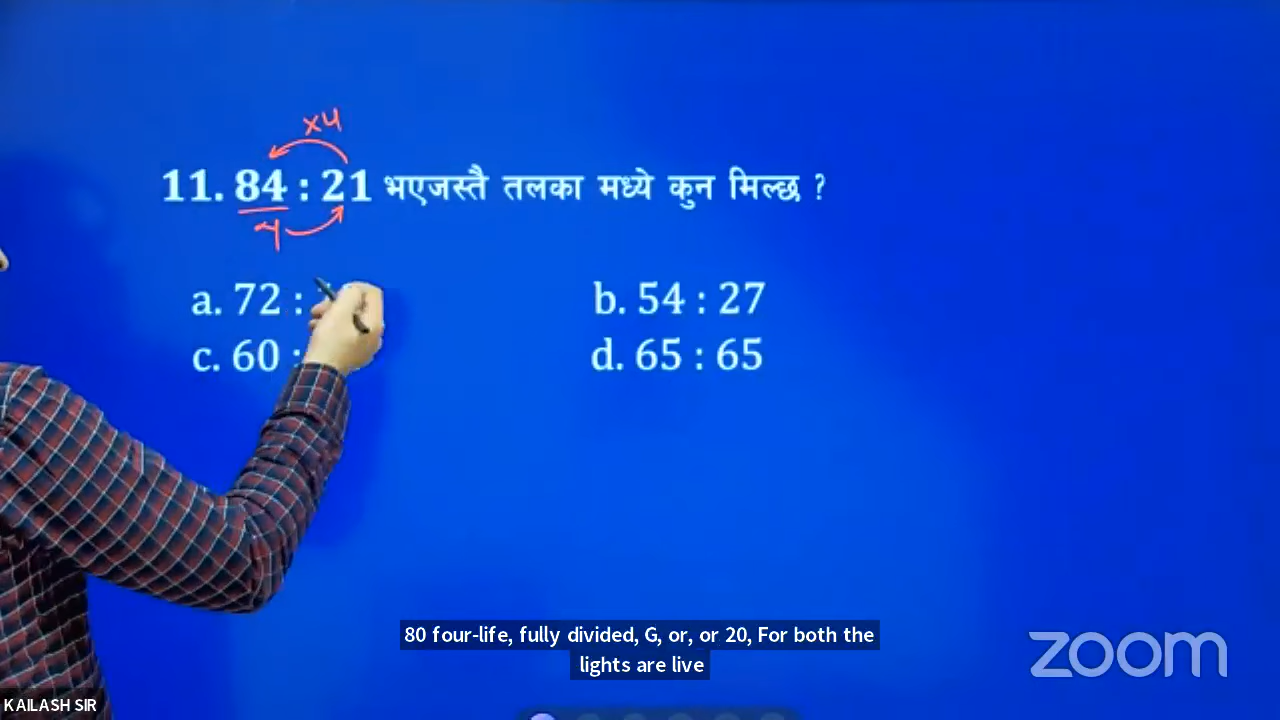 ×4
11. 84 : 21 भएजस्तै तलका मध्ये कुन मिल्छ ?
4
a. 72 :
b. 54 : 27
c. 60 :
d. 65 : 65
80 four-life, fully divided, G, or, or 20, For both the
lights are live
zoom
KAILASH SIR